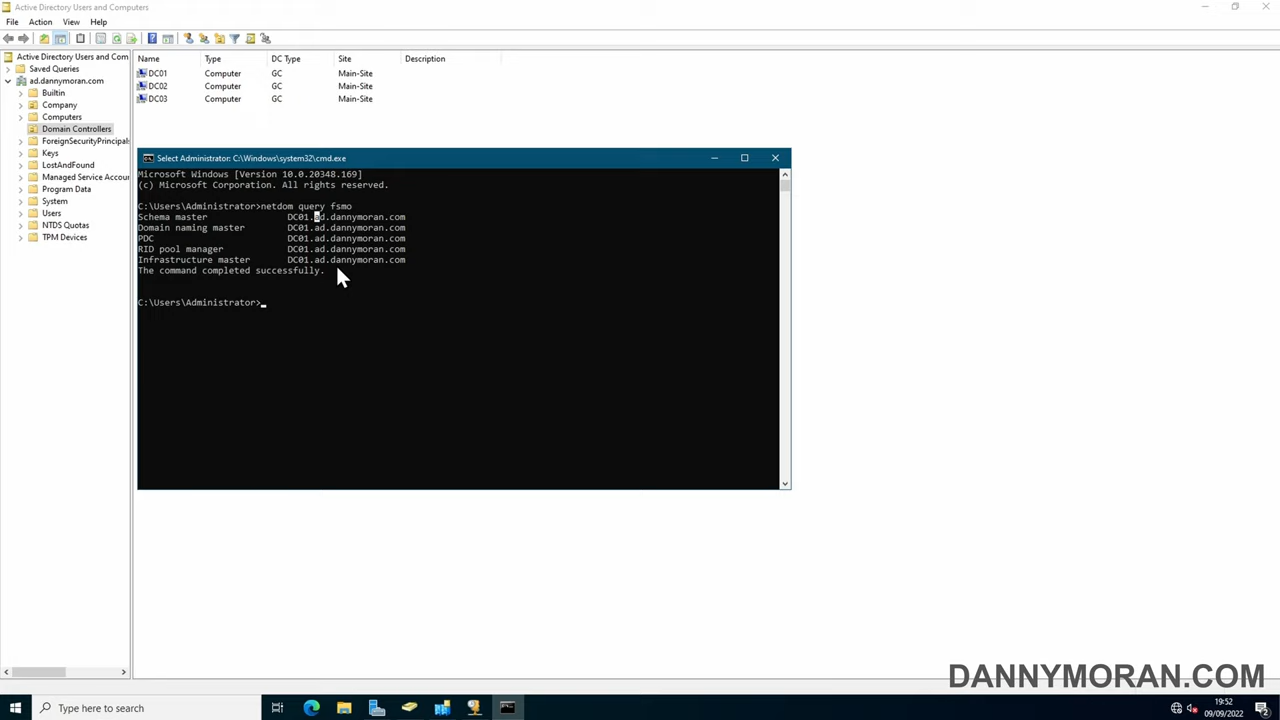 Active Directory Users and Computers
File Action View Help
Active Directory Users and Com
Saved Queries
ad.dannymoran.com
Builtin
Company
Computers
Domain Controllers
ForeignSecurityPrincipals
Keys
LostAndFound
Managed Service Accou
Program Data
System
Users
NTDS Quotas
TPM Devices
Name Type DC Type Site Description
DC01 Computer GC Main-Site
DC02 Computer GC Main-Site
DC03 Computer GC Main-Site
Select Administrator: C:\Windows\system32\cmd.exe
Microsoft Windows [Version 10.0.20348.169]
(c) Microsoft Corporation. All rights reserved.
C:\Users\Administrator>netdom query fsmo
Schema master DC01.ad.dannymoran.com
Domain naming master DC01.ad.dannymoran.com
PDC DC01.ad.dannymoran.com
RID pool manager DC01.ad.dannymoran.com
Infrastructure master DC01.ad.dannymoran.com
The command completed successfully.
C:\Users\Administrator>
DANNYMORAN.COM
Type here to search
19:52
09/09/2022
2